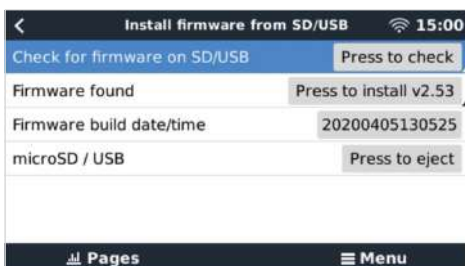 Install firmware from SD/USB 15:00
Check for firmware on SD/USB Press to check
Firmware found Press to install v2.53
Firmware build date/time 20200405130525
microSD / USB Press to eject
Pages Menu